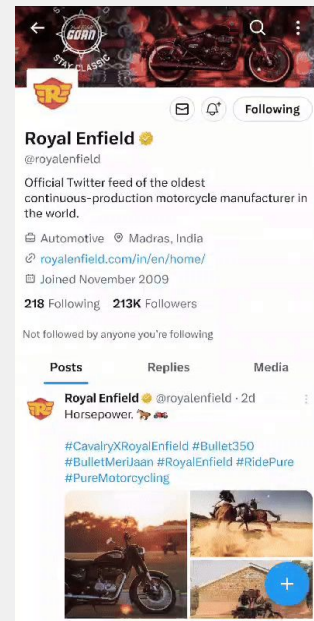 GOAN
STAY CLASSIC
Following
Royal Enfield
@royalenfield
Official Twitter feed of the oldest
continuous-production motorcycle manufacturer in
the world.
Automotive Madras, India
royalenfield.com/in/en/home/
Joined November 2009
218 Following 213K Followers
Not followed by anyone you're following
Posts Replies Media
Royal Enfield @royalenfield · 2d
Horsepower.
#CavalryXRoyalEnfield #Bullet350
#BulletMeriJaan #RoyalEnfield #RidePure
#PureMotorcycling